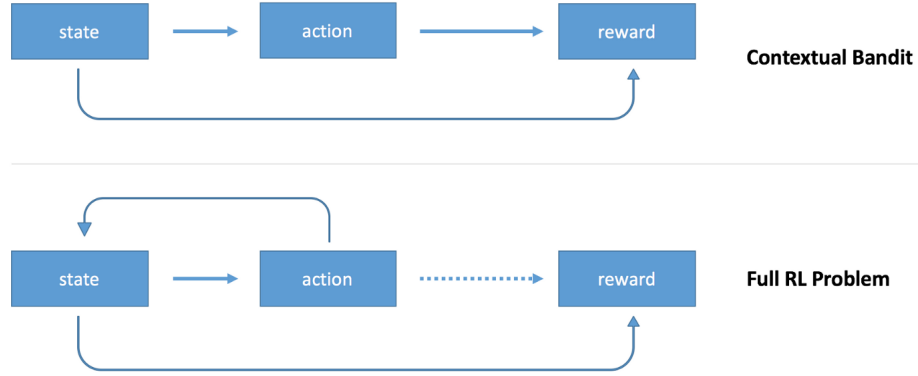 state
action
reward
Contextual Bandit
state
action
reward
Full RL Problem